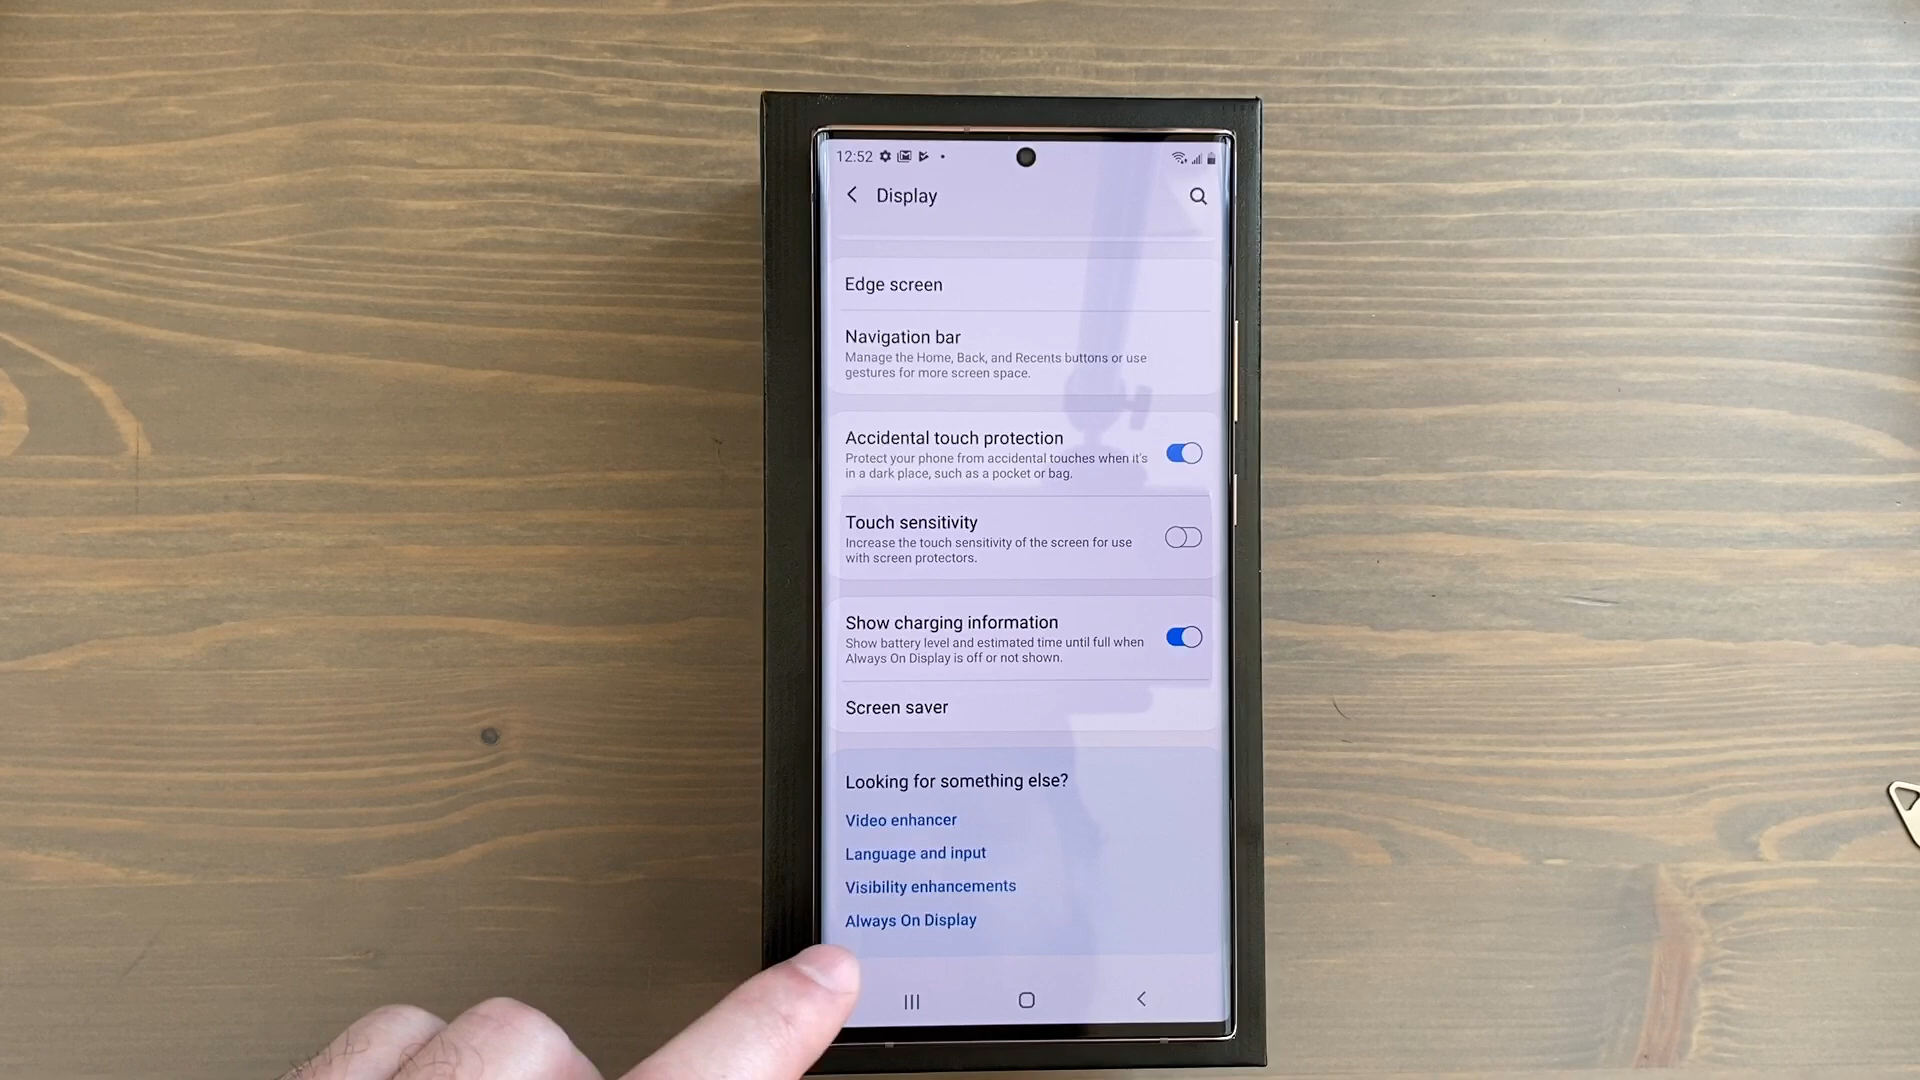 12:52
Display
Edge screen
Navigation bar
Manage the Home, Back, and Recents buttons or use
gestures for more screen space.
Accidental touch protection
Protect your phone from accidental touches when it's
in a dark place, such as a pocket or bag.
Touch sensitivity
Increase the touch sensitivity of the screen for use
with screen protectors.
Show charging information
Show battery level and estimated time until full when
Always On Display is off or not shown.
Screen saver
Looking for something else?
Video enhancer
Language and input
Visibility enhancements
Always On Display